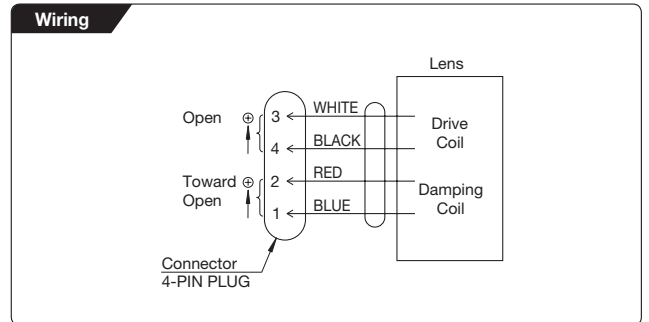 Wiring
Lens
Open ⊕ 3 WHITE
Drive
Coil
4 BLACK
Toward ⊕ 2 RED
Open
Damping
Coil
1 BLUE
Connector
4-PIN PLUG